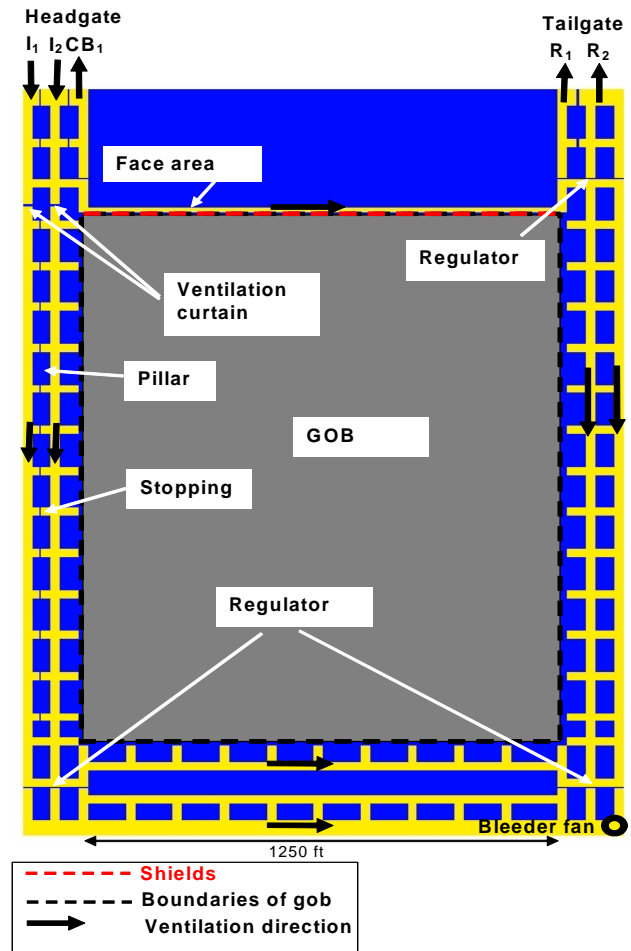 Headgate
Tailgate
I₁ I₂ CB₁
R₁ R₂
Face area
Regulator
Ventilation
curtain
Pillar
GOB
Stopping
Regulator
Bleeder fan
1250 ft
Shields
Boundaries of gob
Ventilation direction